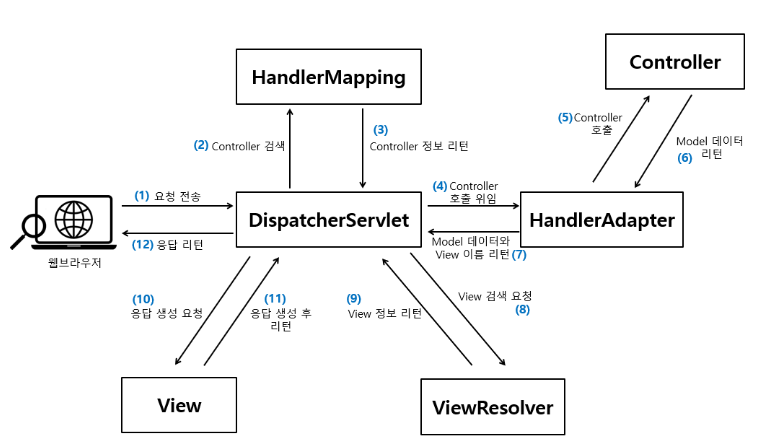 Controller
HandlerMapping
(5) Controller
호출
(3)
(2) Controller 검색
Controller 정보 리턴
Model 데이터
(6) 리턴
(1) 요청 전송
(4) Controller
호출 위임
DispatcherServlet
HandlerAdapter
(12) 응답 리턴
Model 데이터와
View 이름 리턴 (7)
웹브라우저
(10)
응답 생성 요청
(11)
응답 생성 후
리턴
(9)
View 정보 리턴
View 검색 요청
(8)
View
ViewResolver